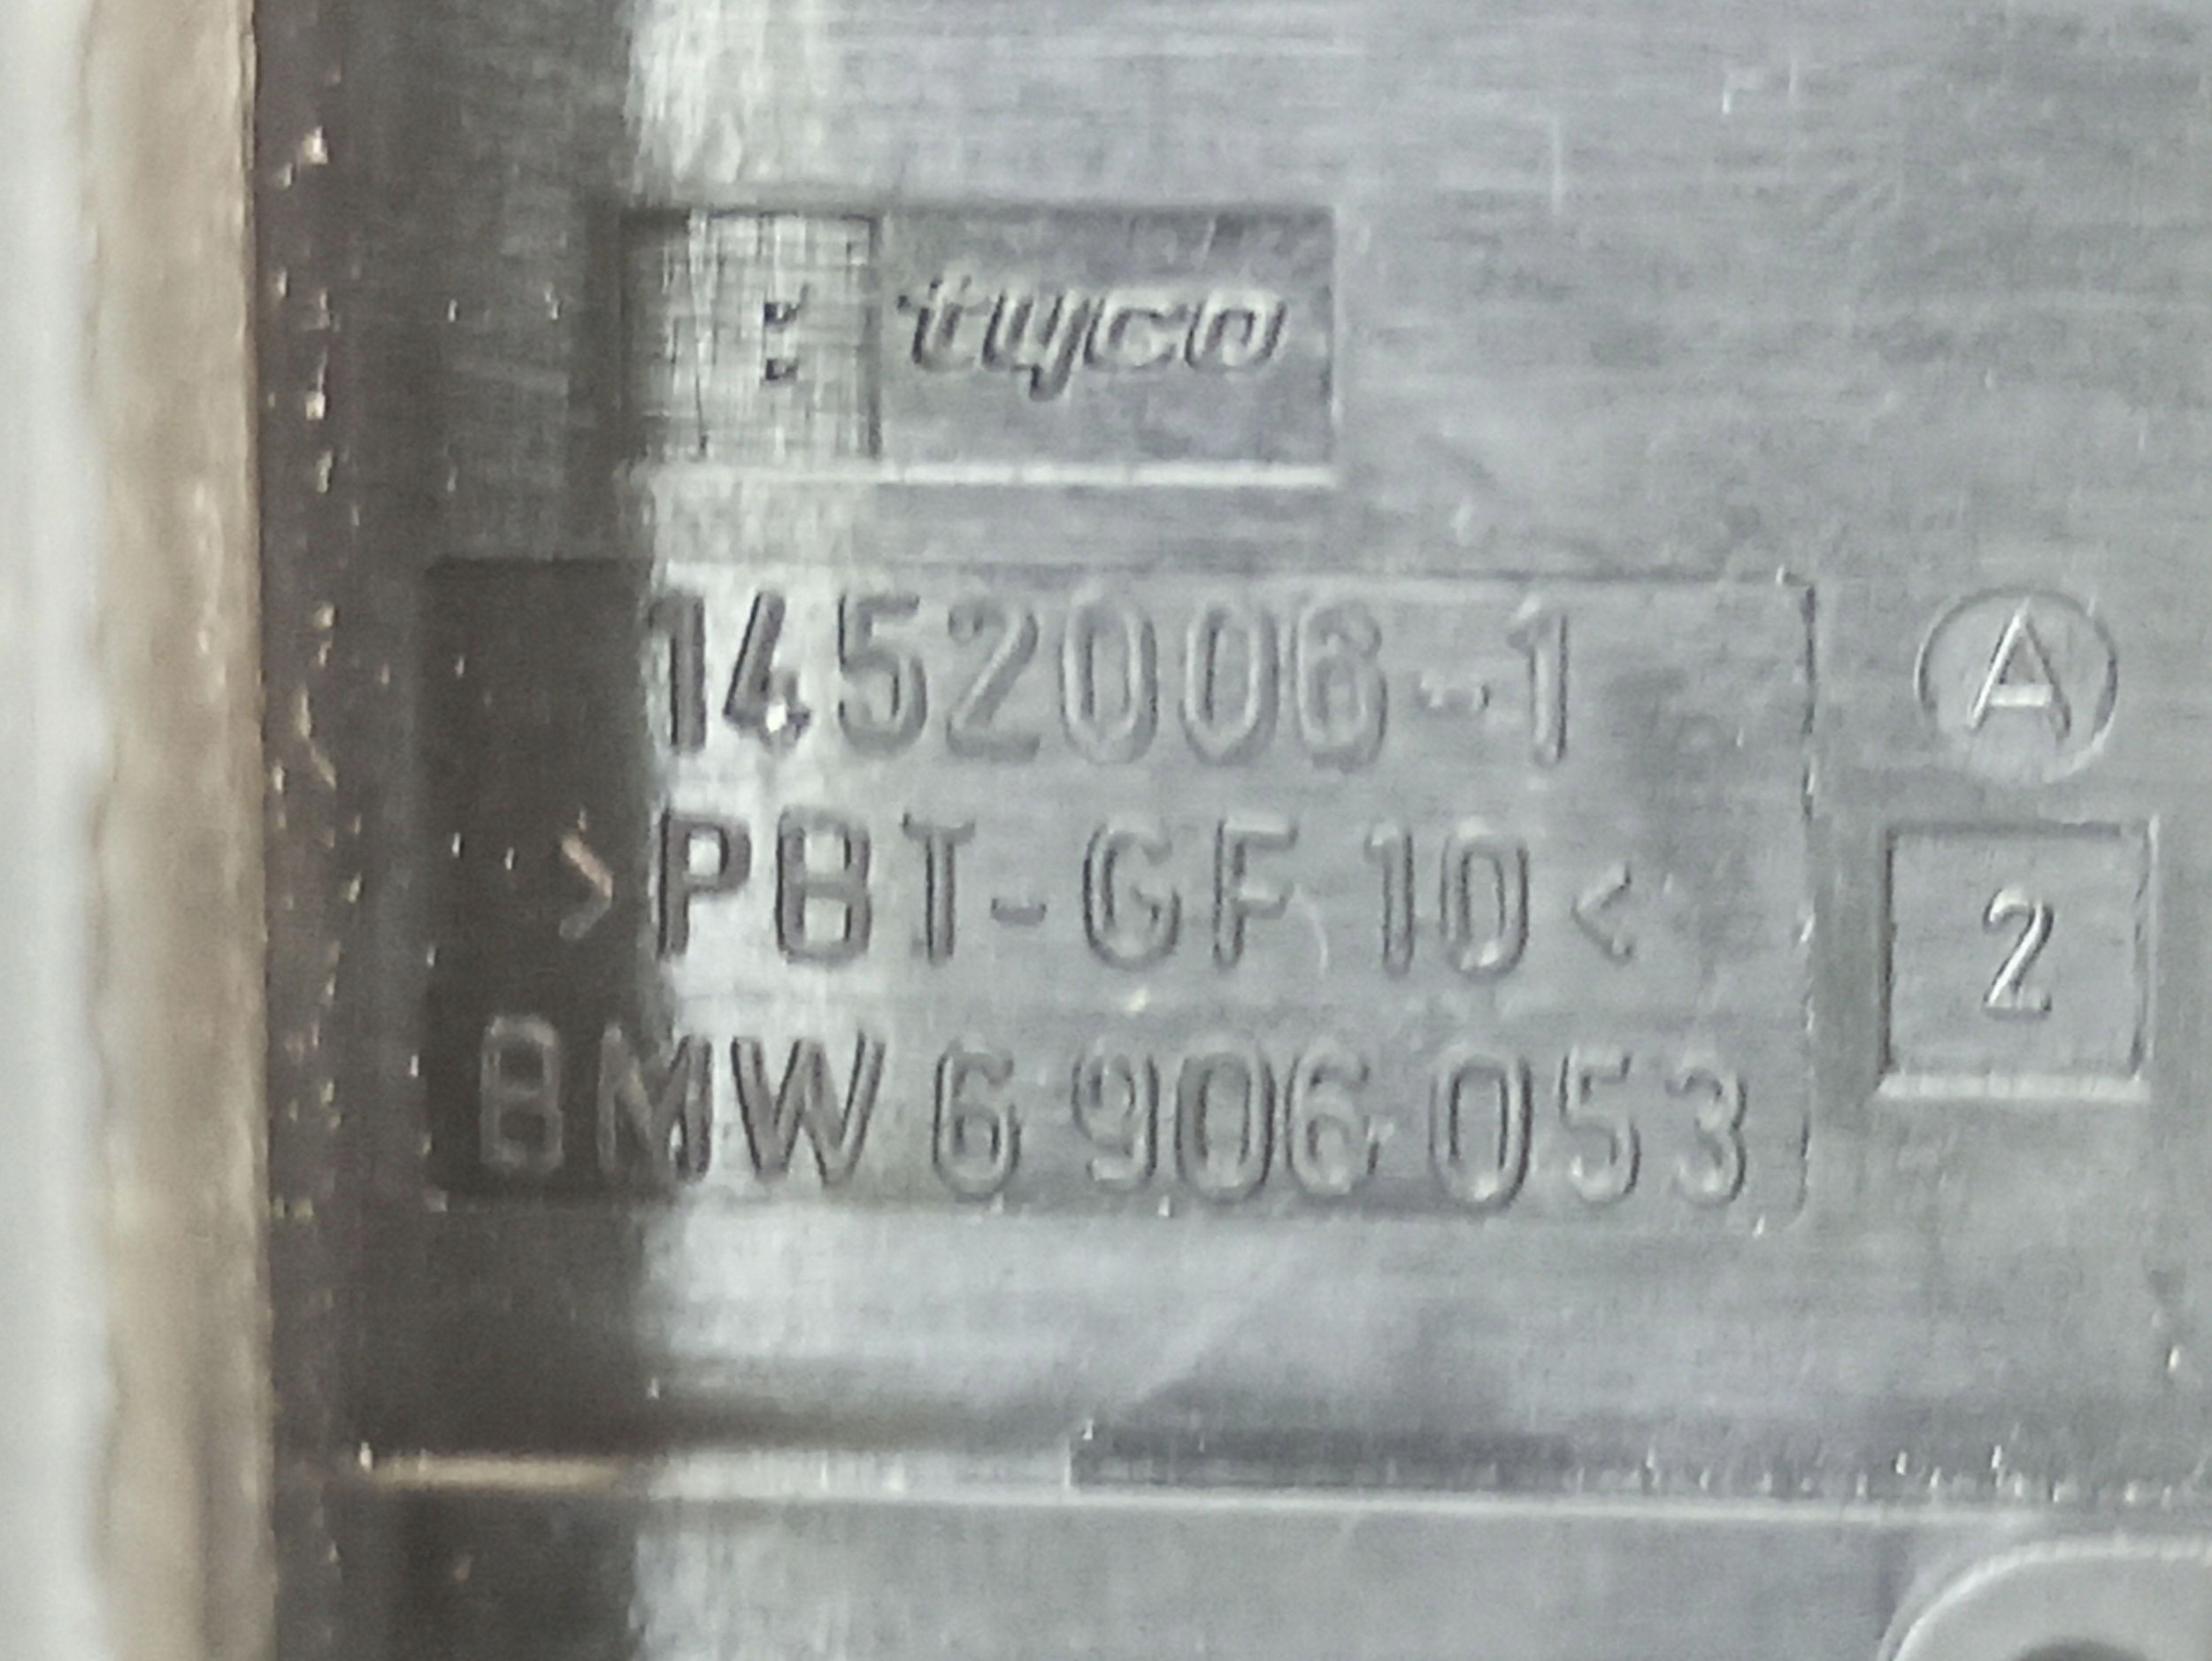 tyco
1452006-1
A
>PBT-GF 10<
2
BMW 6 906 053